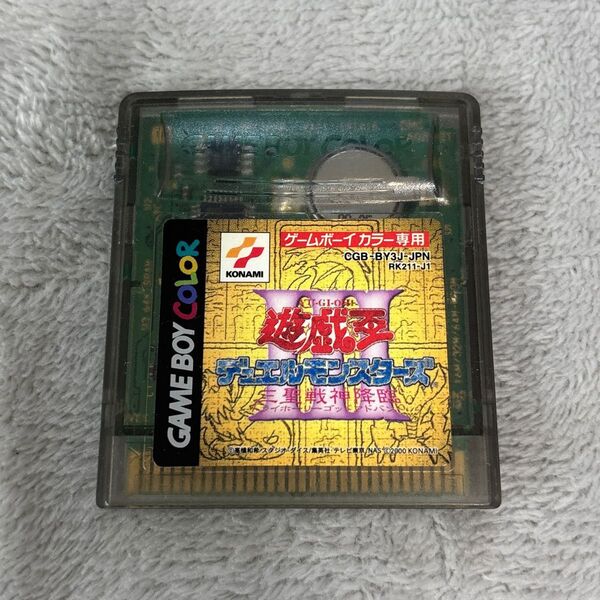 GAME BOY COLOR
GAME BOY COLOR
KONAMI
ゲームボーイカラー専用
CGB-BY3J-JPN
RK211-J1
YU-GI-OH!
遊戯王
III
デュエルモンスターズ
三聖戦神降臨
©高橋和希/スタジオ・ダイス/集英社・テレビ東京/NAS ©2000 KONAMI